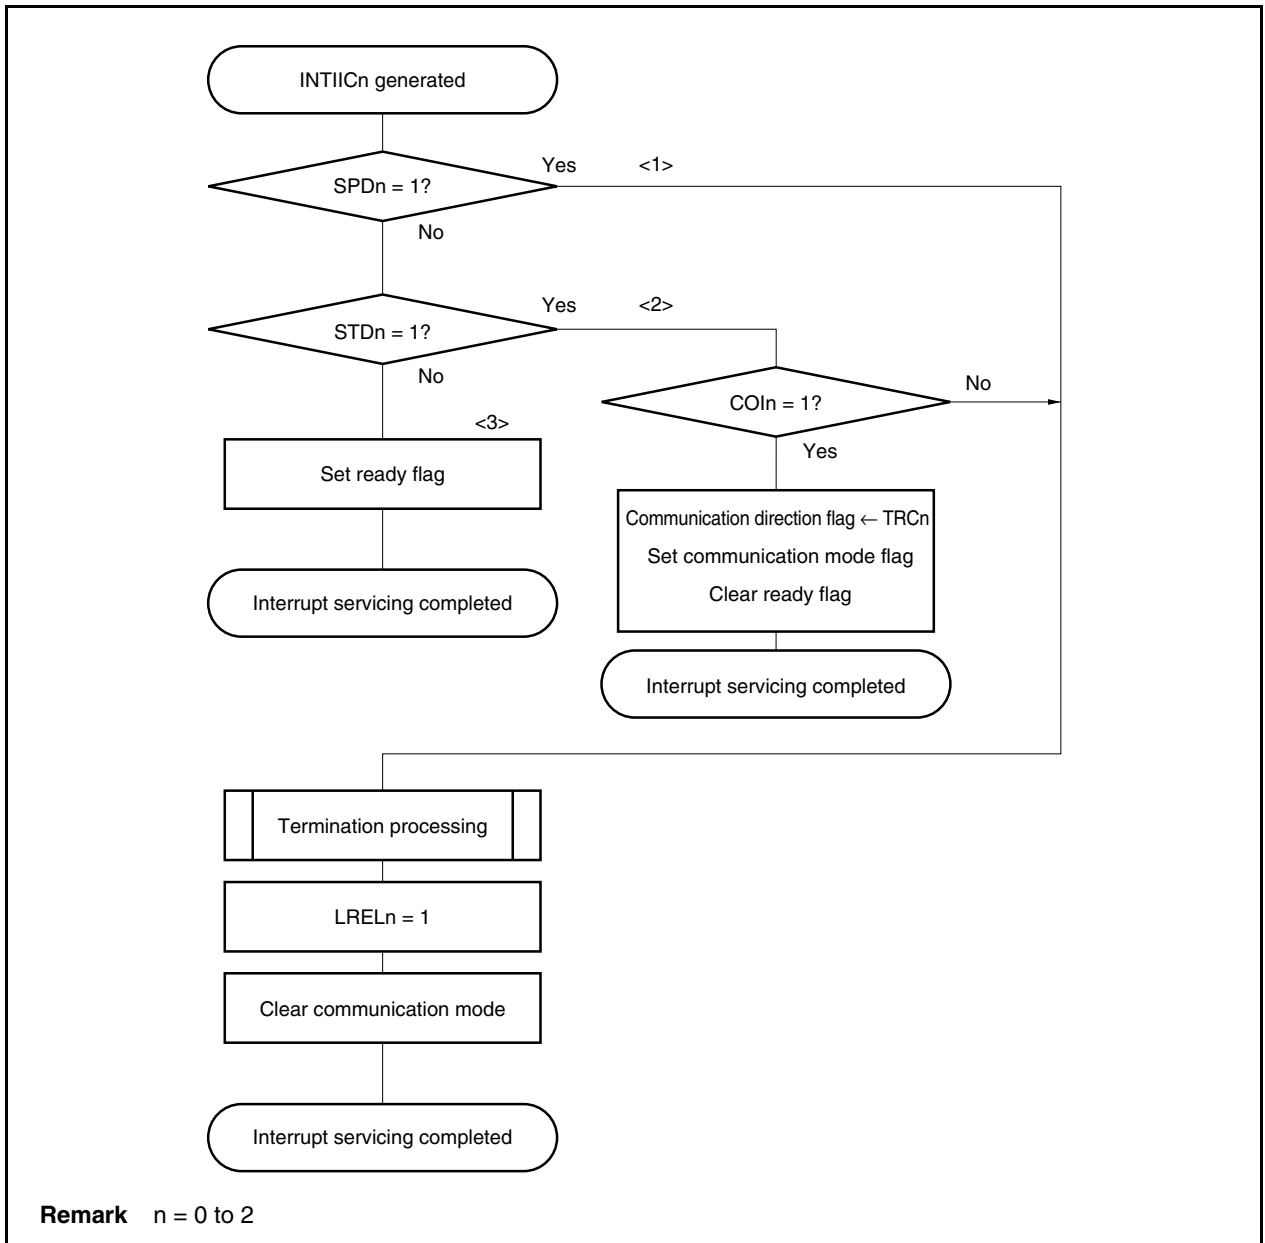 INTIICn generated
Yes <1>
SPDn = 1?
No
Yes <2>
STDn = 1?
No
No
COIn = 1?
Yes
<3>
Set ready flag
Communication direction flag ← TRCn
Set communication mode flag
Clear ready flag
Interrupt servicing completed
Interrupt servicing completed
Termination processing
LRELn = 1
Clear communication mode
Interrupt servicing completed
Remark n = 0 to 2